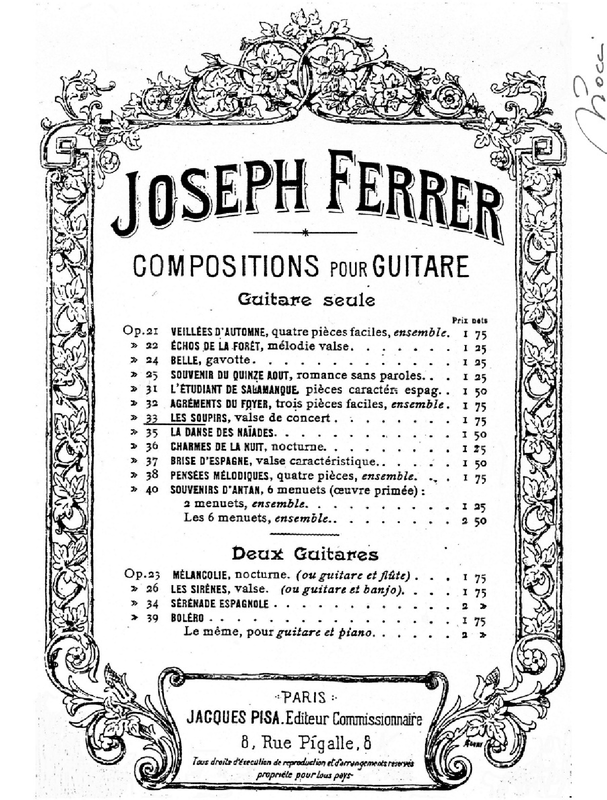 Bocci
JOSEPH FERRER
COMPOSITIONS POUR GUITARE
Guitare seule
Prix nets
Op.21 VEILLÉES D'AUTOMNE, quatre pièces faciles, ensemble. 1 75
» 22 ÉCHOS DE LA FORÊT, mélodie valse. . . . . . . 1 25
» 24 BELLE, gavotte. . . . . . . . . . . . . 1 25
» 25 SOUVENIR DU QUINZE AOUT, romance sans paroles. . . 1 25
» 31 L'ÉTUDIANT DE SALAMANQUE, pièces caractér. espag. . 1 50
» 32 AGRÉMENTS DU FOYER, trois pièces faciles, ensemble. 1 75
» 33 LES SOUPIRS, valse de concert . . . . . . . . 1 75
» 35 LA DANSE DES NAÏADES. . . . . . . . . . . 1 50
» 36 CHARMES DE LA NUIT, nocturne. . . . . . . . 1 25
» 37 BRISE D'ESPAGNE, valse caractéristique. . . . . . 1 50
» 38 PENSÉES MÉLODIQUES, quatre pièces, ensemble. . . . 1 75
» 40 SOUVENIRS D'ANTAN, 6 menuets (œuvre primée) :
2 menuets, ensemble. . . . . . . . . . 1 25
Les 6 menuets, ensemble. . . . . . . . . 2 50
Deux Guitares
Op.23 MÉLANCOLIE, nocturne. (ou guitare et flûte) . . . 1 75
» 26 LES SIRÈNES, valse. (ou guitare et banjo). . . . . 1 75
» 34 SÉRÉNADE ESPAGNOLE . . . . . . . . . . . 2 »
» 39 BOLÉRO . . . . . . . . . . . . . . . 1 75
Le même, pour guitare et piano. . . . . . . 2 »
PARIS
JACQUES PISA. Editeur Commissionnaire
8, Rue Pigalle, 8
Tous droits d'execution de reproduction et d'arrangements reservés
propriété pour tous pays